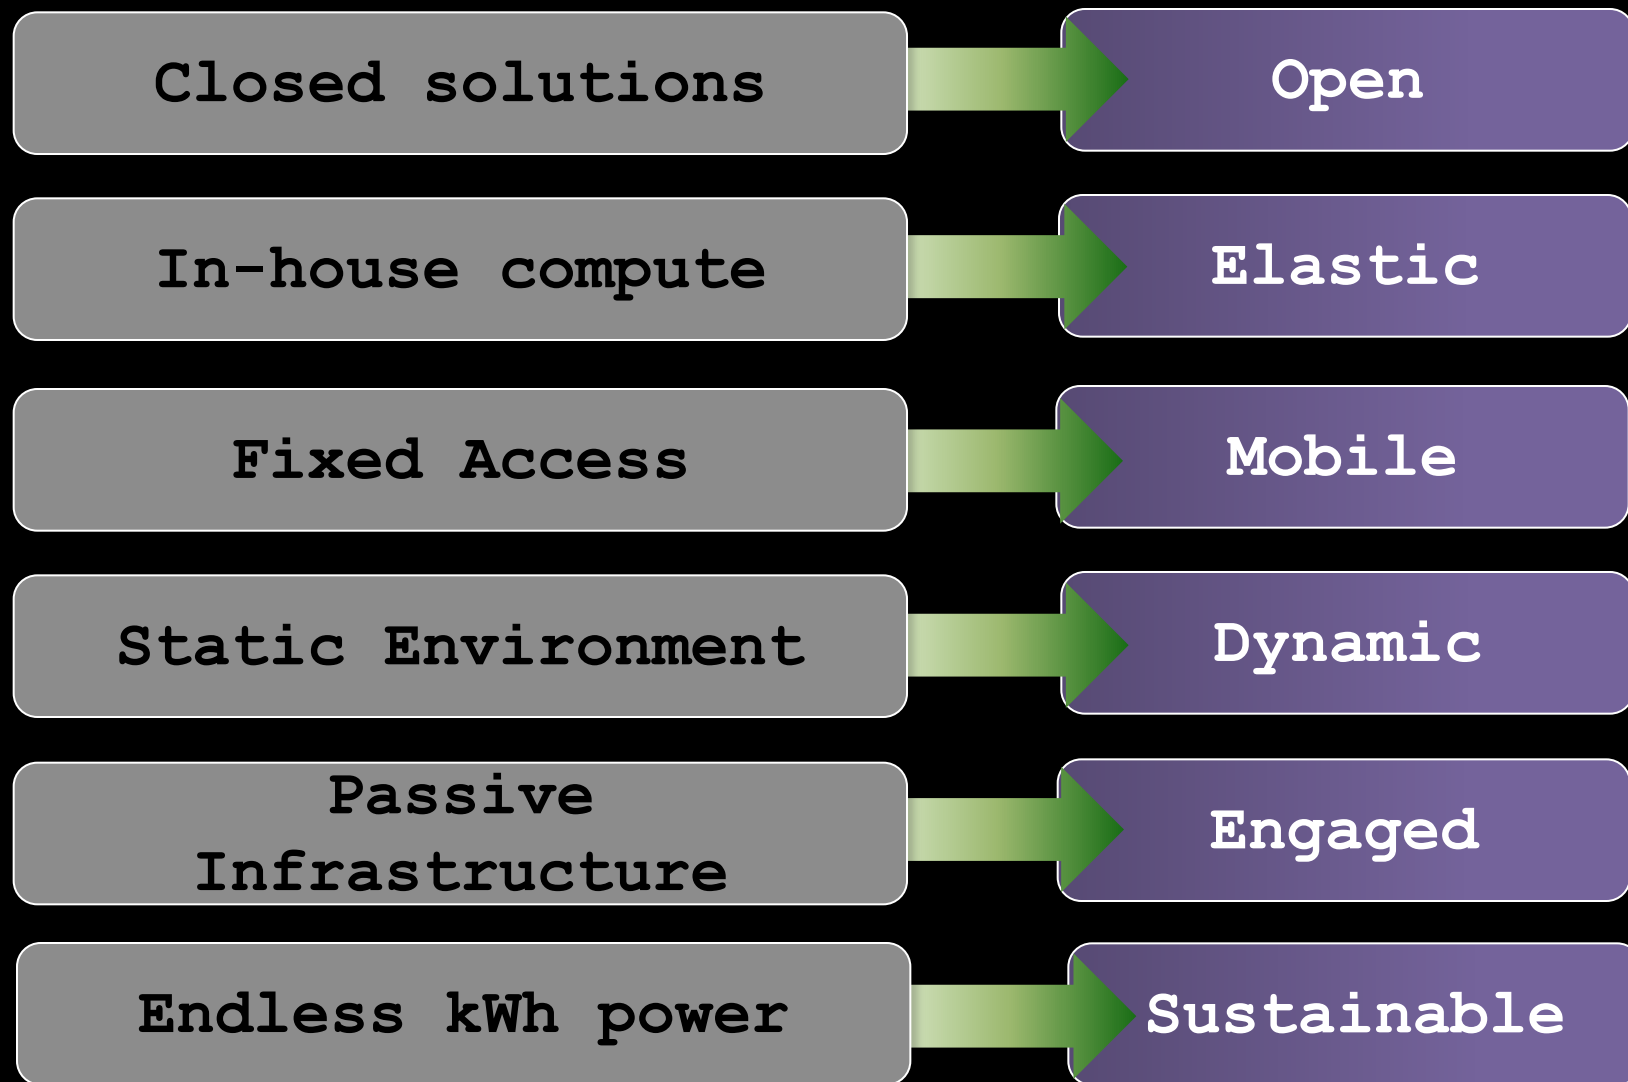 Closed solutions
Open
In-house compute
Elastic
Fixed Access
Mobile
Static Environment
Dynamic
Passive
Infrastructure
Engaged
Endless kWh power
Sustainable